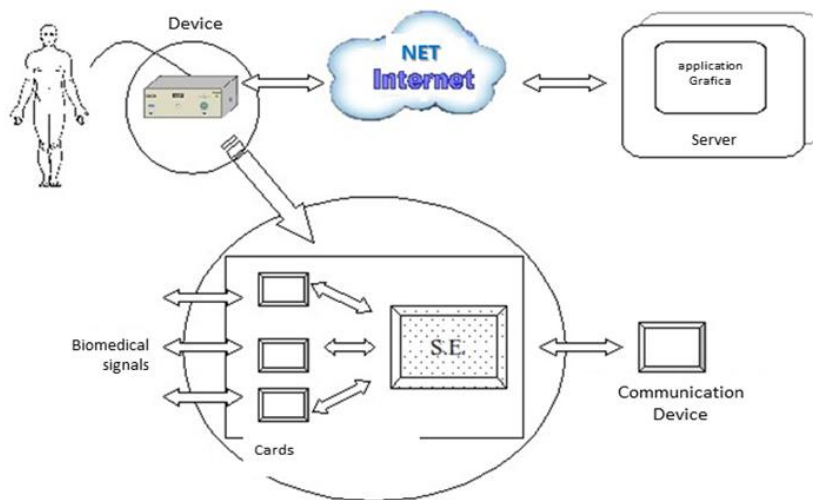 Device
NET
Internet
application
Grafica
Server
Biomedical
signals
S.E.
Cards
Communication
Device